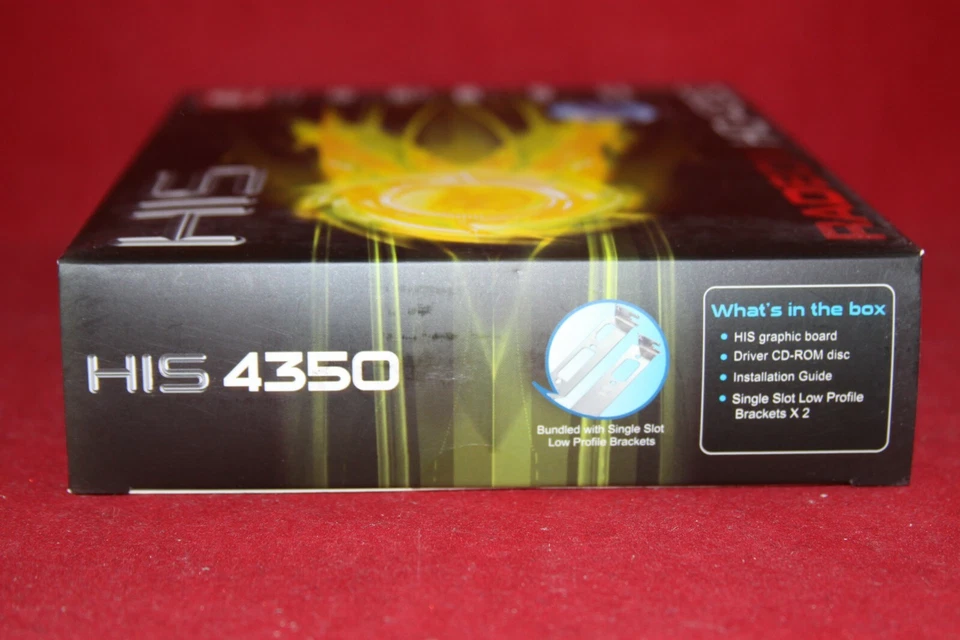 HIS
RADEON
HIS 4350
Bundled with Single Slot
Low Profile Brackets
What's in the box
HIS graphic board
Driver CD-ROM disc
Installation Guide
Single Slot Low Profile
Brackets X 2